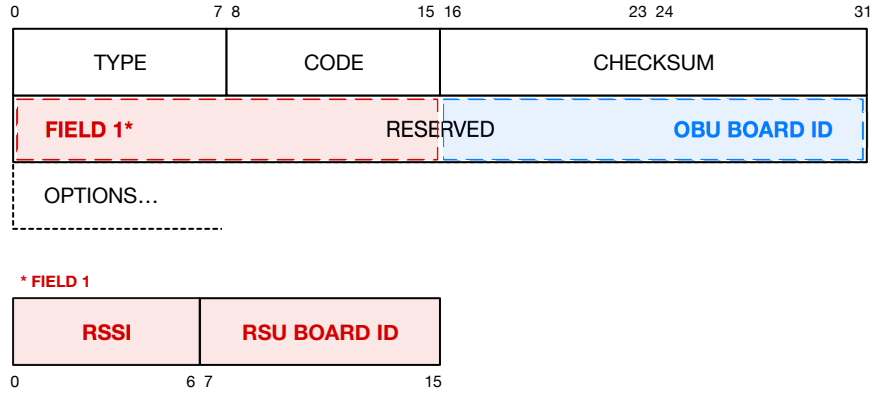 0 7 8 15 16 23 24 31
TYPE CODE CHECKSUM
FIELD 1* RESERVED OBU BOARD ID
OPTIONS…
* FIELD 1
RSSI RSU BOARD ID
0 6 7 15